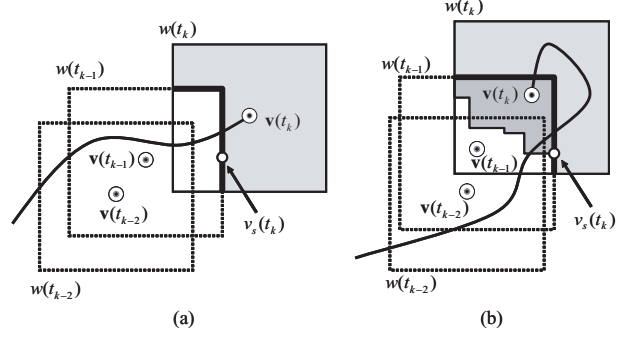 w(t_k)
w(t_{k-1})
v(t_k)
v(t_{k-1})
v(t_{k-2})
v_s(t_k)
w(t_{k-2})
(a)
w(t_k)
w(t_{k-1})
v(t_k)
v(t_{k-1})
v(t_{k-2})
v_s(t_k)
w(t_{k-2})
(b)